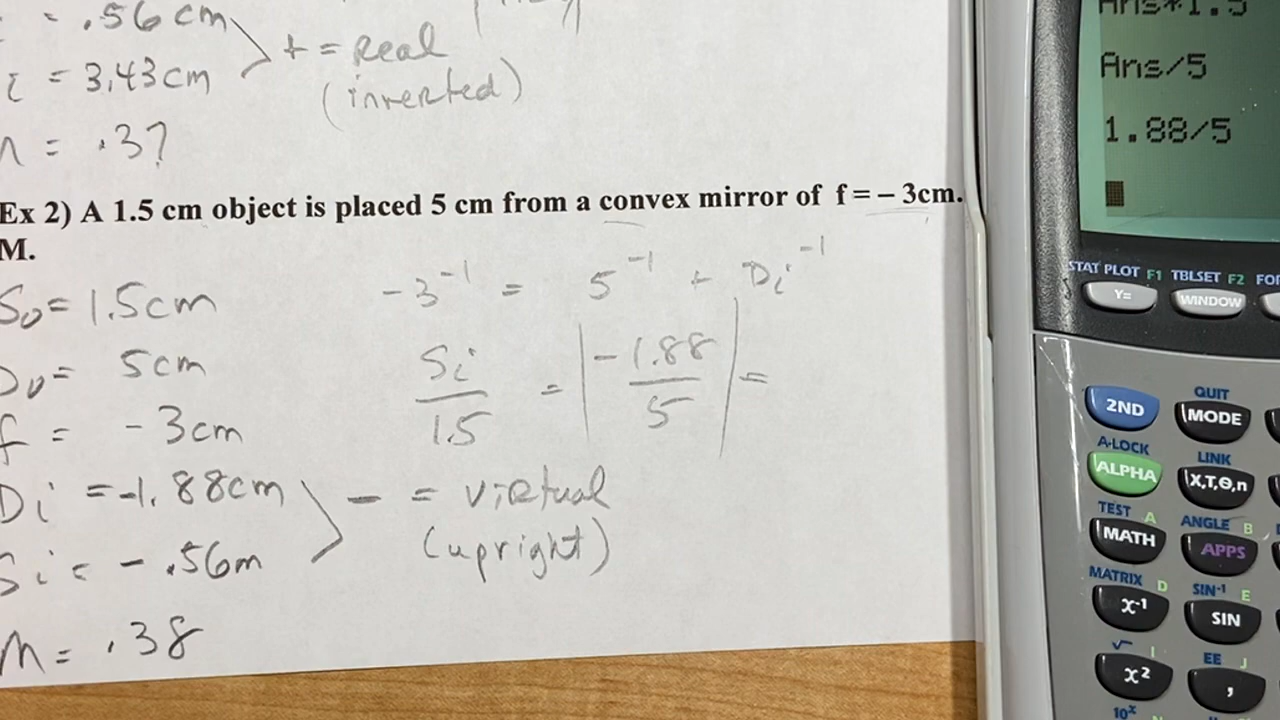 = .56 cm
i = 3.43cm
+ = Real
(inverted)
= .37
Ex 2) A 1.5 cm object is placed 5 cm from a convex mirror of f = – 3cm.
M.
So = 1.5cm
Do = 5cm
f = -3cm
Di = -1.88cm
Si = -.56m
M = .38
-3⁻¹ = 5⁻¹ + Di⁻¹
Si/1.5 = |-1.88/5| =
- = virtual
(upright)
Ans*1.5
Ans/5
1.88/5
STAT PLOT F1 TBLSET F2
Y= WINDOW
QUIT
2ND MODE
A-LOCK LINK
ALPHA X,T,Θ,n
TEST A ANGLE B
MATH APPS
MATRIX D SIN⁻¹ E
x⁻¹ SIN
√ I EE J
x² ,
10ˣ